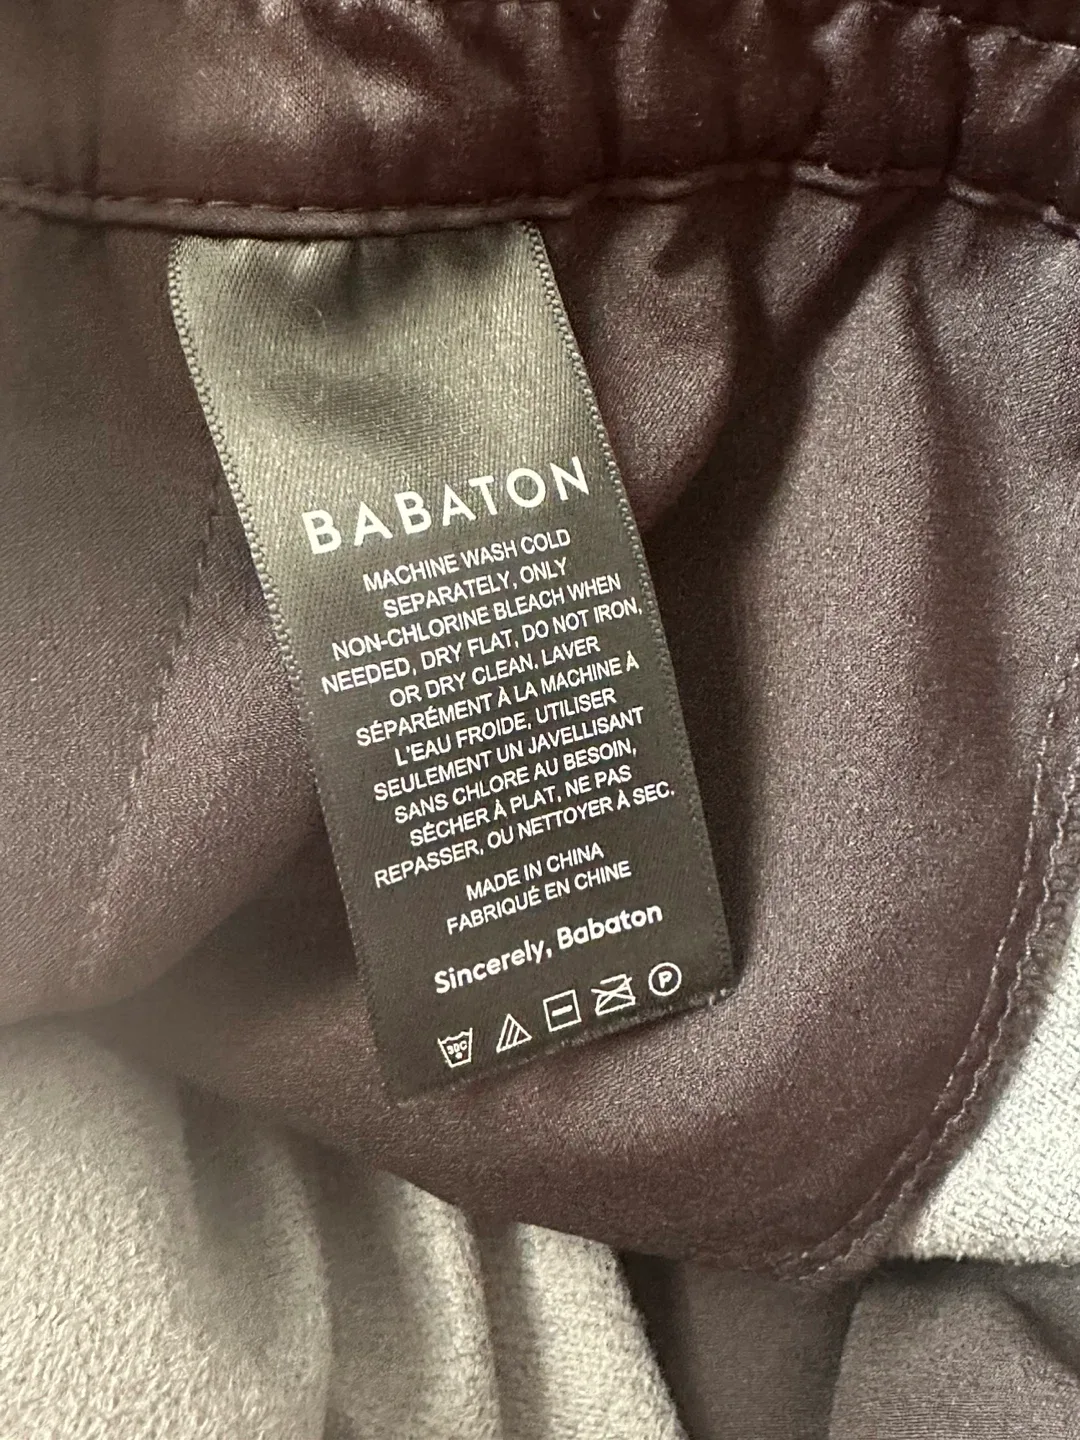 BABATON
MACHINE WASH COLD
SEPARATELY, ONLY
NON-CHLORINE BLEACH WHEN
NEEDED, DRY FLAT, DO NOT IRON,
OR DRY CLEAN. LAVER
SÉPARÉMENT À LA MACHINE À
L'EAU FROIDE, UTILISER
SEULEMENT UN JAVELLISANT
SANS CHLORE AU BESOIN,
SÉCHER À PLAT, NE PAS
REPASSER, OU NETTOYER À SEC.
MADE IN CHINA
FABRIQUÉ EN CHINE
Sincerely, Babaton
30C P